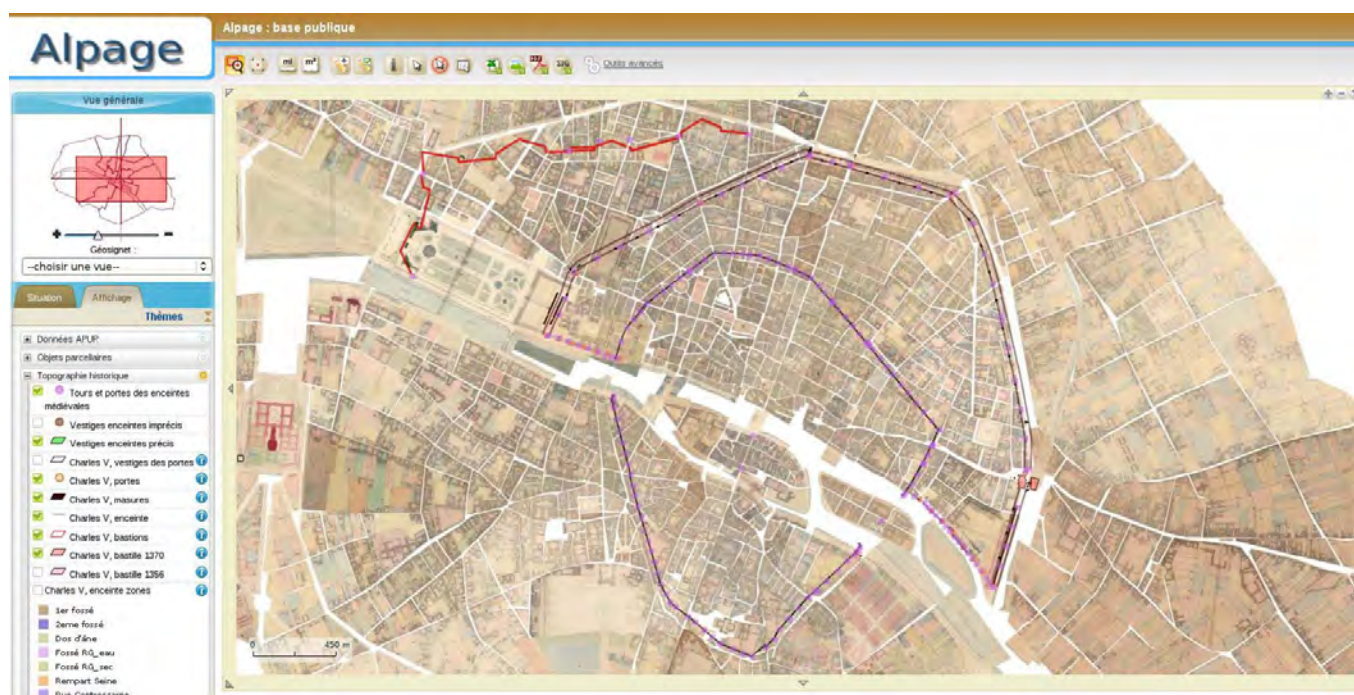 Alpage : base publique
Alpage
ml
m²
Outils avancés
Vue générale
Géosignet :
--choisir une vue--
Situation
Affichage
Thèmes
Données APUR
Objets parcellaires
Topographie historique
Tours et portes des enceintes
médiévales
Vestiges enceintes imprécis
Vestiges enceintes précis
Charles V, vestiges des portes
Charles V, portes
Charles V, masures
Charles V, enceinte
Charles V, bastions
Charles V, bastille 1370
Charles V, bastille 1356
Charles V, enceinte zones
1er fossé
2eme fossé
Dos d'âne
Fossé RG_eau
Fossé RG_sec
Rempart Seine
0 450 m